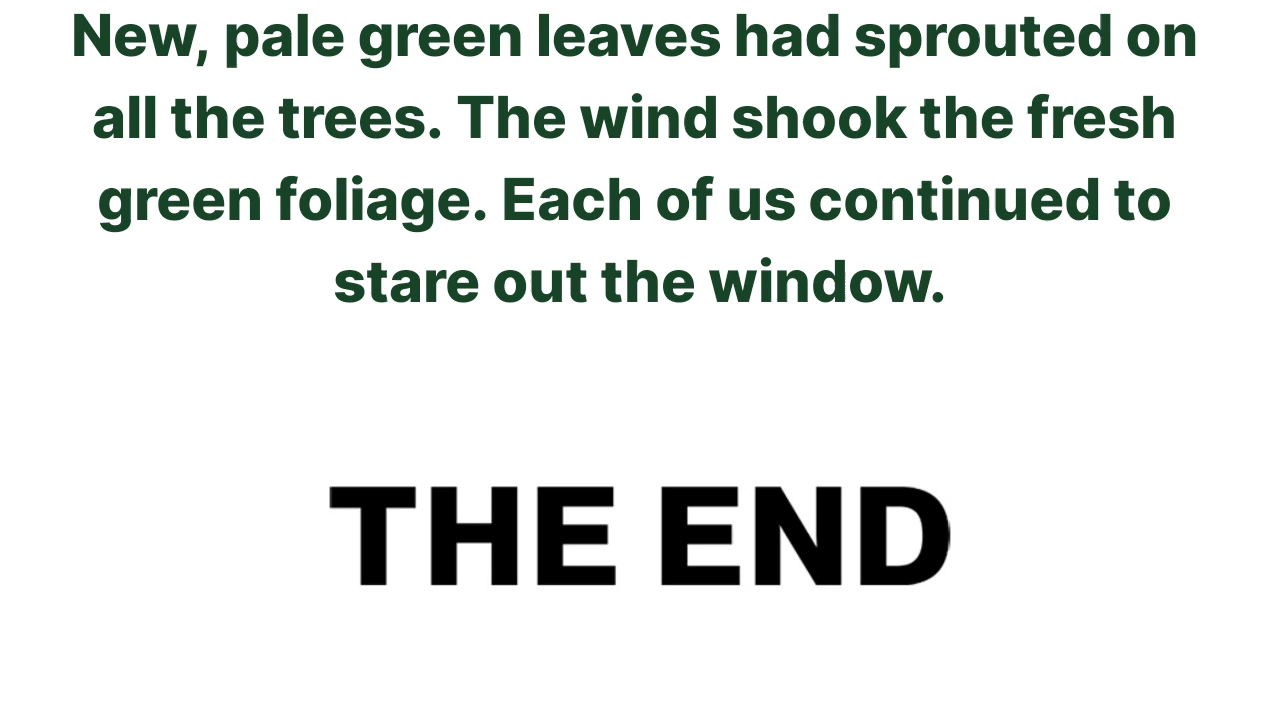 New, pale green leaves had sprouted on
all the trees. The wind shook the fresh
green foliage. Each of us continued to
stare out the window.
THE END